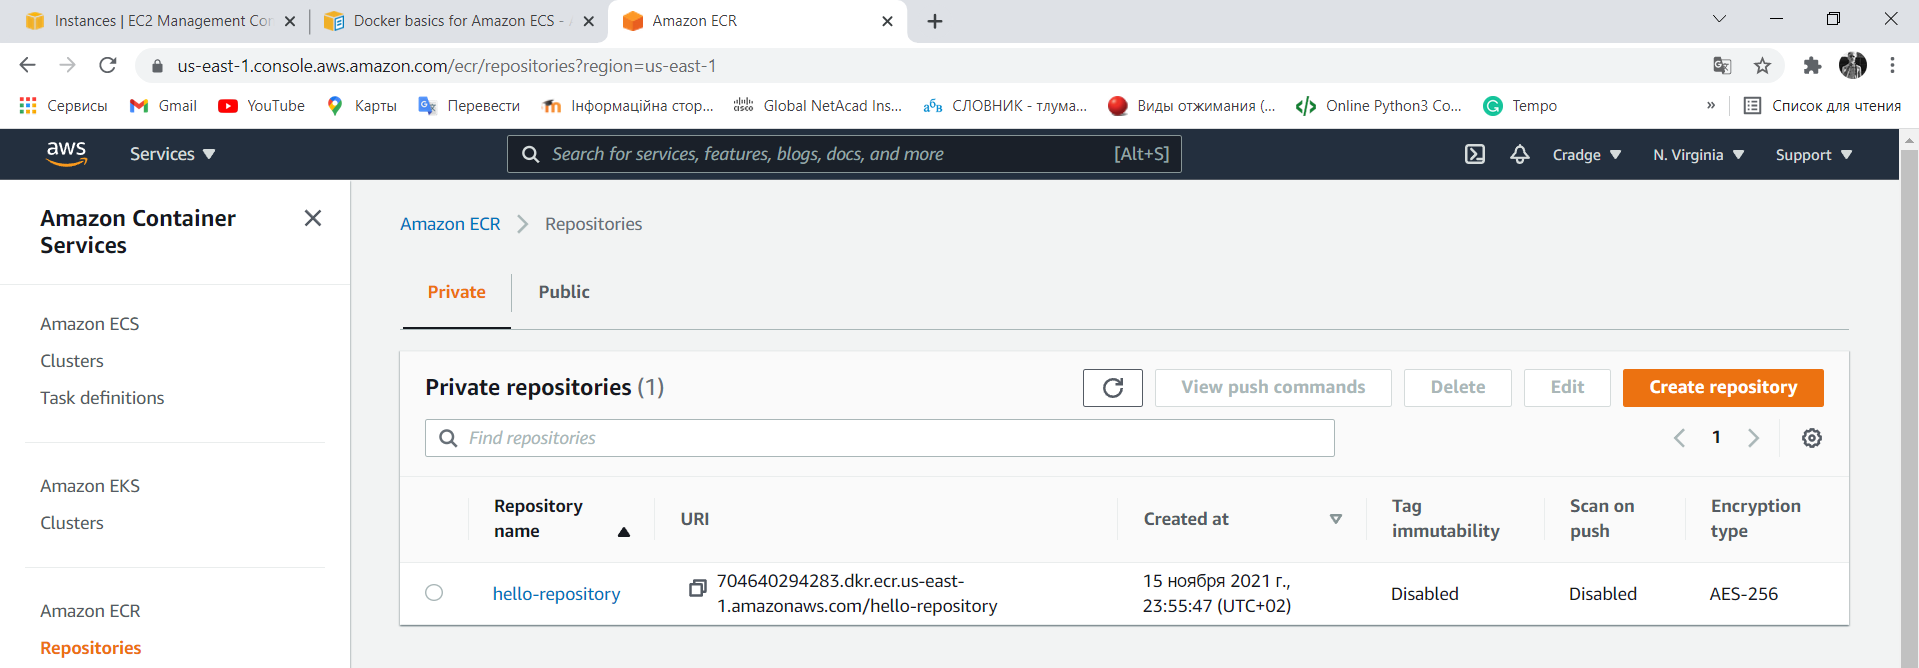 Instances | EC2 Management Con
Docker basics for Amazon ECS -
Amazon ECR
us-east-1.console.aws.amazon.com/ecr/repositories?region=us-east-1
Сервисы
Gmail
YouTube
Карты
Перевести
Інформаційна стор...
Global NetAcad Ins...
СЛОВНИК - тлума...
Виды отжимания (...
Online Python3 Co...
Tempo
»
Список для чтения
aws
Services
Search for services, features, blogs, docs, and more
[Alt+S]
Cradge
N. Virginia
Support
Amazon Container
Services
Amazon ECS
Clusters
Task definitions
Amazon EKS
Clusters
Amazon ECR
Repositories
Amazon ECR
Repositories
Private
Public
Private repositories (1)
View push commands
Delete
Edit
Create repository
Find repositories
1
Repository
name
URI
Created at
Tag
immutability
Scan on
push
Encryption
type
hello-repository
704640294283.dkr.ecr.us-east-
1.amazonaws.com/hello-repository
15 ноября 2021 г.,
23:55:47 (UTC+02)
Disabled
Disabled
AES-256